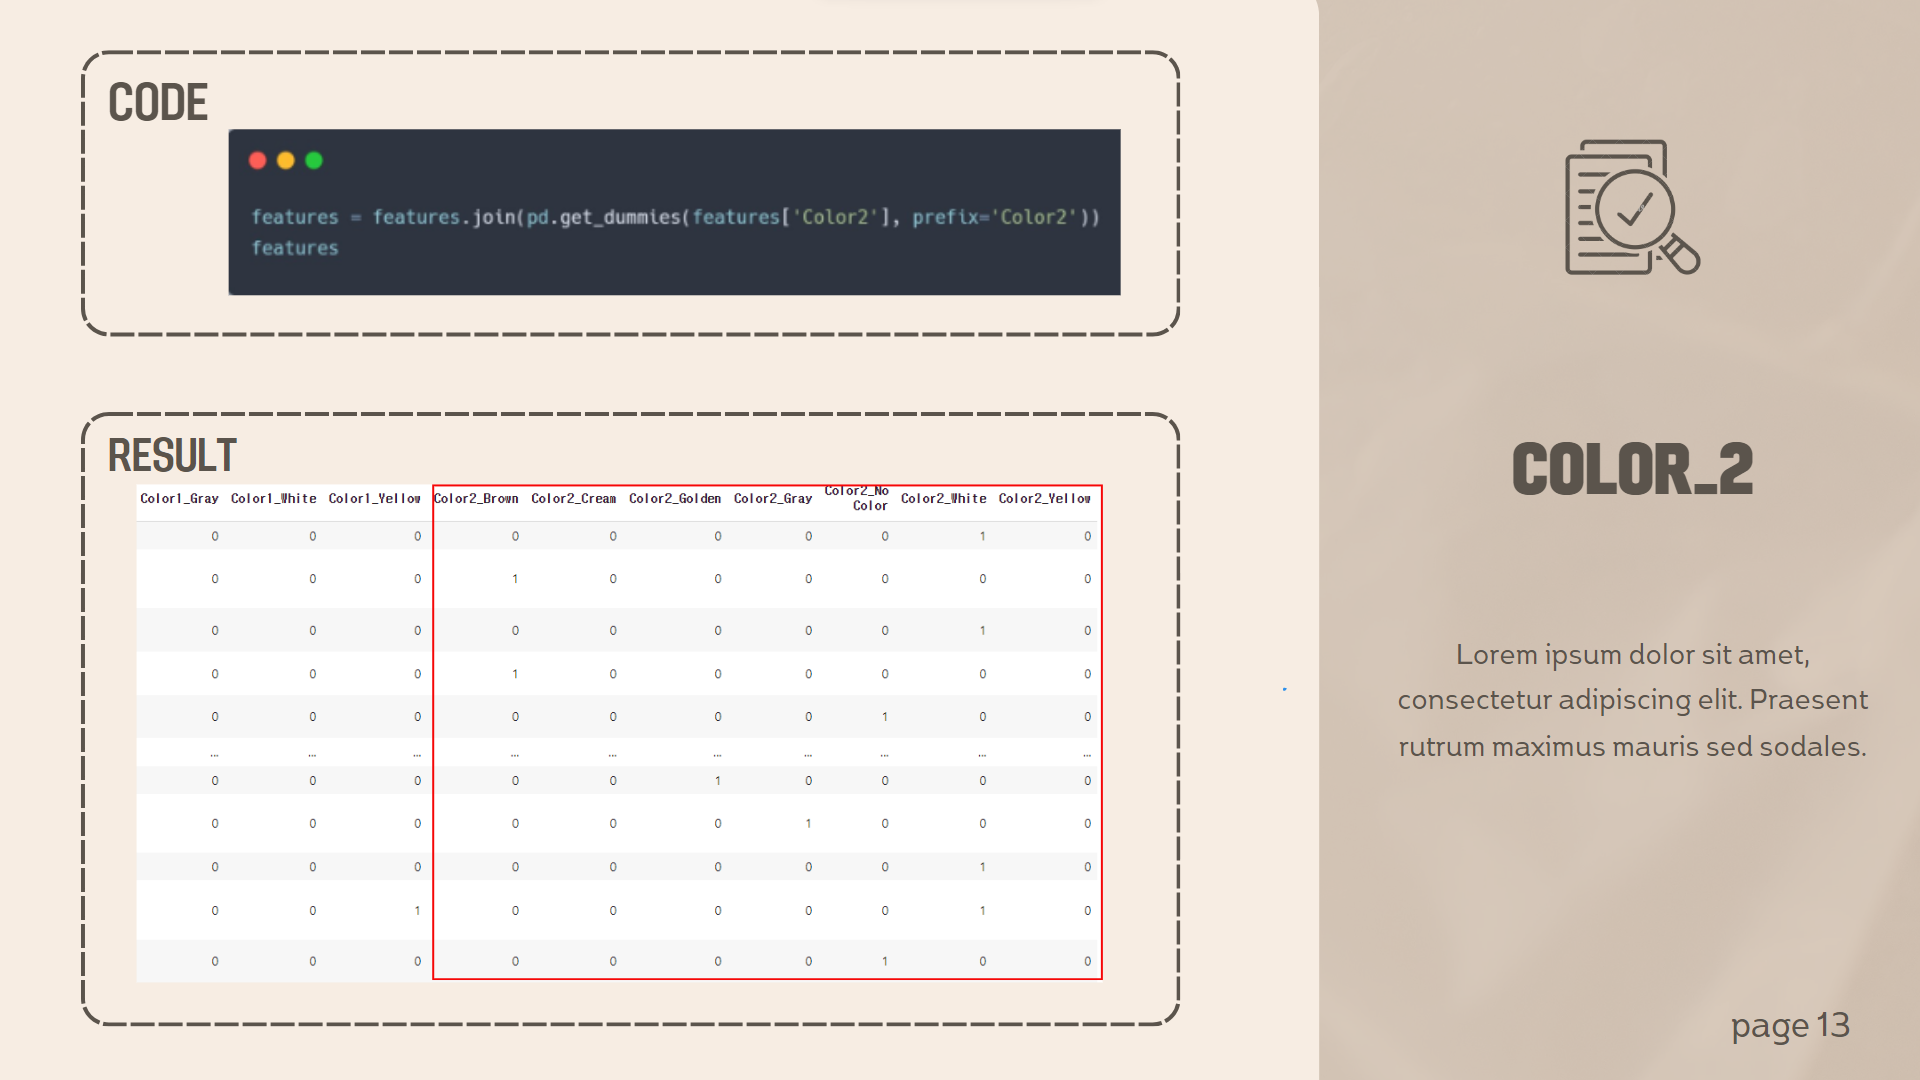 CODE
features = features.join(pd.get_dummies(features['Color2'], prefix='Color2'))
features
RESULT
Color1_Gray Color1_White Color1_Yellow Color2_Brown Color2_Cream Color2_Golden Color2_Gray Color2_No Color Color2_White Color2_Yellow
0 0 0 0 0 0 0 0 1 0
0 0 0 1 0 0 0 0 0 0
0 0 0 0 0 0 0 0 1 0
0 0 0 1 0 0 0 0 0 0
0 0 0 0 0 0 0 1 0 0
... ... ... ... ... ... ... ... ... ...
0 0 0 0 0 1 0 0 0 0
0 0 0 0 0 0 1 0 0 0
0 0 0 0 0 0 0 0 1 0
0 0 1 0 0 0 0 0 1 0
0 0 0 0 0 0 0 1 0 0
COLOR_2
Lorem ipsum dolor sit amet,
consectetur adipiscing elit. Praesent
rutrum maximus mauris sed sodales.
page 13